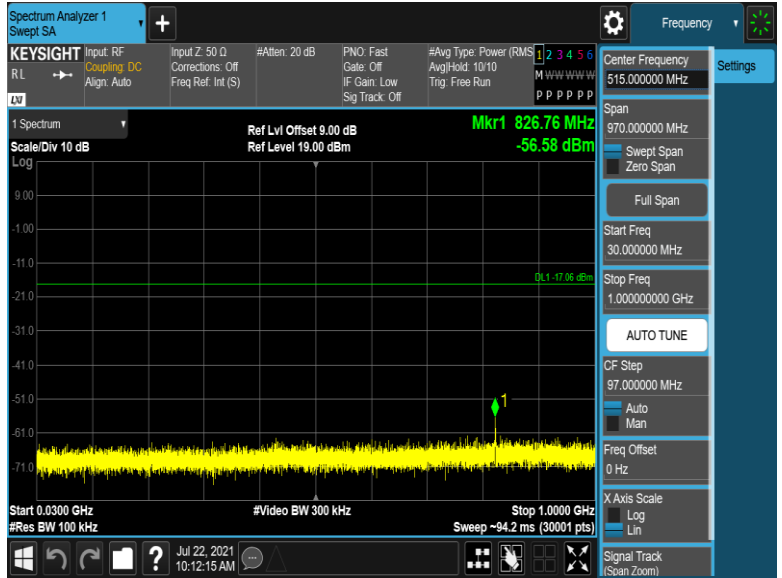 Spectrum Analyzer 1
Swept SA
+
Frequency
KEYSIGHT
RL
LXI
Input: RF
Coupling: DC
Align: Auto
Input Z: 50 Ω
Corrections: Off
Freq Ref: Int (S)
#Atten: 20 dB
PNO: Fast
Gate: Off
IF Gain: Low
Sig Track: Off
#Avg Type: Power (RMS
Avg|Hold: 10/10
Trig: Free Run
1 2 3 4 5 6
M W W W W W
P P P P P P
Center Frequency
515.000000 MHz
Settings
Span
970.000000 MHz
Swept Span
Zero Span
Full Span
Start Freq
30.000000 MHz
Stop Freq
1.000000000 GHz
AUTO TUNE
CF Step
97.000000 MHz
Auto
Man
Freq Offset
0 Hz
X Axis Scale
Log
Lin
Signal Track
(Span Zoom)
1 Spectrum
Scale/Div 10 dB
Log
Ref Lvl Offset 9.00 dB
Ref Level 19.00 dBm
Mkr1 826.76 MHz
-56.58 dBm
9.00
-1.00
-11.0
DL1 -17.06 dBm
-21.0
-31.0
-41.0
-51.0
1
-61.0
-71.0
Start 0.0300 GHz
#Video BW 300 kHz
Stop 1.0000 GHz
#Res BW 100 kHz
Sweep ~94.2 ms (30001 pts)
?
Jul 22, 2021
10:12:15 AM